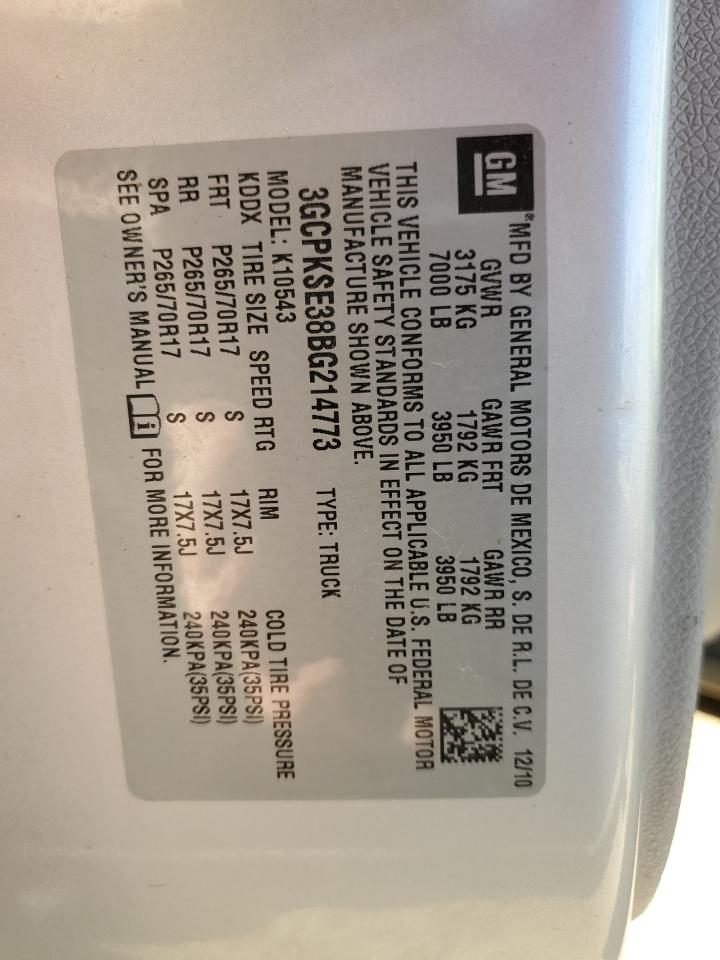 GM
® MFD BY GENERAL MOTORS DE MEXICO, S. DE R.L. DE C.V. 12/10
GVWR GAWR FRT GAWR RR
3175 KG 1792 KG 1792 KG
7000 LB 3950 LB 3950 LB
THIS VEHICLE CONFORMS TO ALL APPLICABLE U.S. FEDERAL MOTOR
VEHICLE SAFETY STANDARDS IN EFFECT ON THE DATE OF
MANUFACTURE SHOWN ABOVE.
3GCPKSE38BG214773 TYPE: TRUCK
MODEL: K10543
KDDX TIRE SIZE SPEED RTG RIM COLD TIRE PRESSURE
FRT P265/70R17 S 17X7.5J 240KPA(35PSI)
RR P265/70R17 S 17X7.5J 240KPA(35PSI)
SPA P265/70R17 S 17X7.5J 240KPA(35PSI)
SEE OWNER'S MANUAL i FOR MORE INFORMATION.